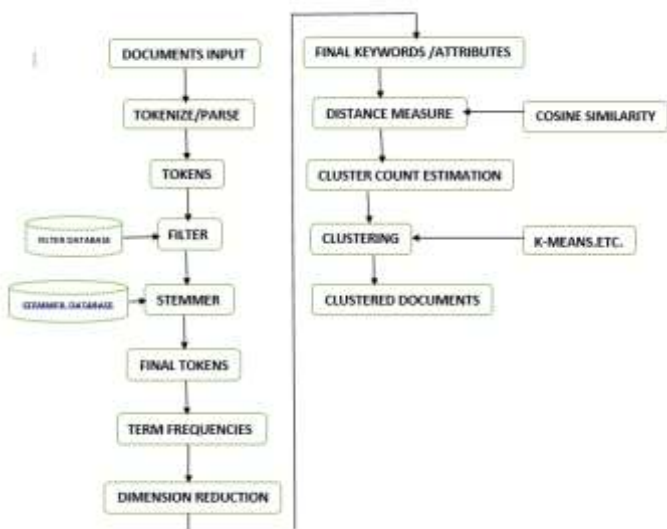 DOCUMENTS INPUT
TOKENIZE/PARSE
TOKENS
FILTER DATABASE
FILTER
STEMMER DATABASE
STEMMER
FINAL TOKENS
TERM FREQUENCIES
DIMENSION REDUCTION
FINAL KEYWORDS /ATTRIBUTES
DISTANCE MEASURE
COSINE SIMILARITY
CLUSTER COUNT ESTIMATION
CLUSTERING
K-MEANS.ETC.
CLUSTERED DOCUMENTS